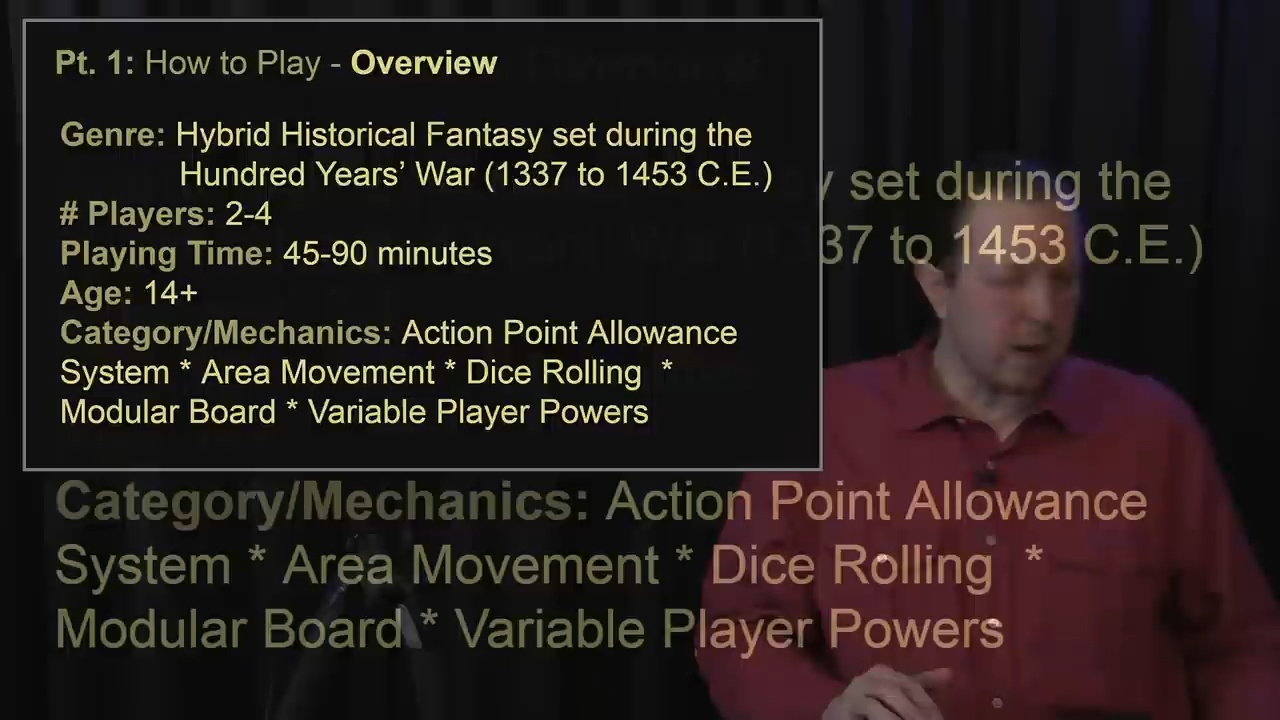 Pt. 1: How to Play - Overview
Genre: Hybrid Historical Fantasy set during the
Hundred Years' War (1337 to 1453 C.E.)
# Players: 2-4
Playing Time: 45-90 minutes
Age: 14+
Category/Mechanics: Action Point Allowance
System * Area Movement * Dice Rolling *
Modular Board * Variable Player Powers
y set during the
37 to 1453 C.E.)
Category/Mechanics: Action Point Allowance
System * Area Movement * Dice Rolling *
Modular Board * Variable Player Powers